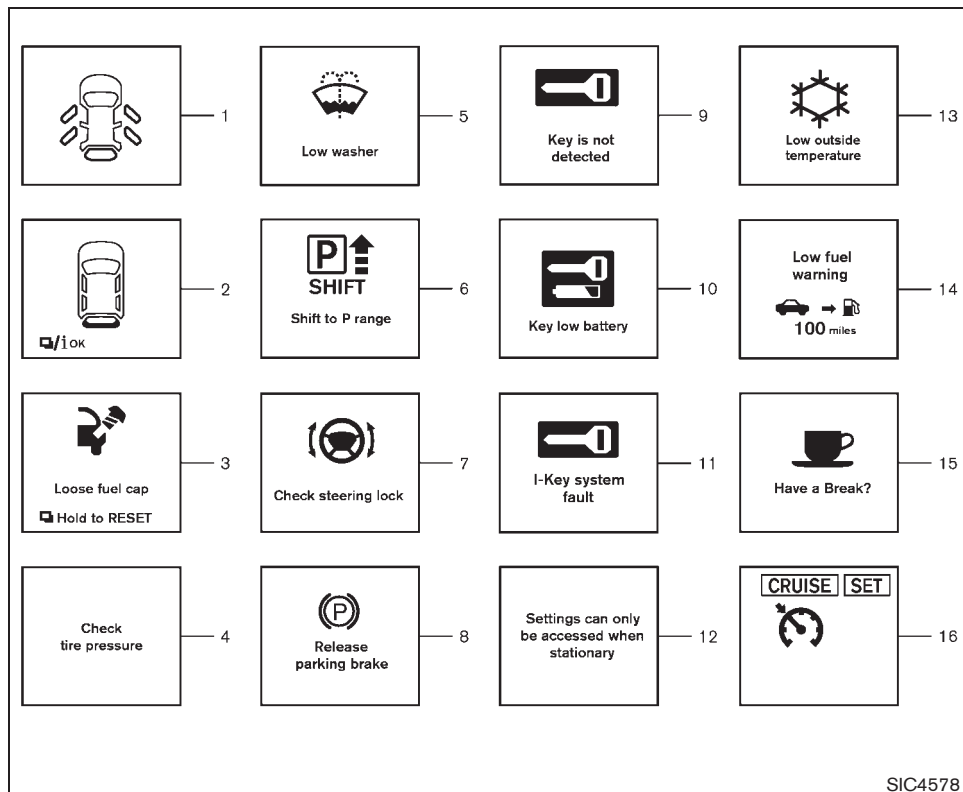 1
Low washer
5
Key is not
detected
9
Low outside
temperature
13
/i OK
2
P
SHIFT
Shift to P range
6
Key low battery
10
Low fuel
warning
100 miles
14
Loose fuel cap
Hold to RESET
3
Check steering lock
7
I-Key system
fault
11
Have a Break?
15
Check
tire pressure
4
P
Release
parking brake
8
Settings can only
be accessed when
stationary
12
CRUISE SET
16
SIC4578